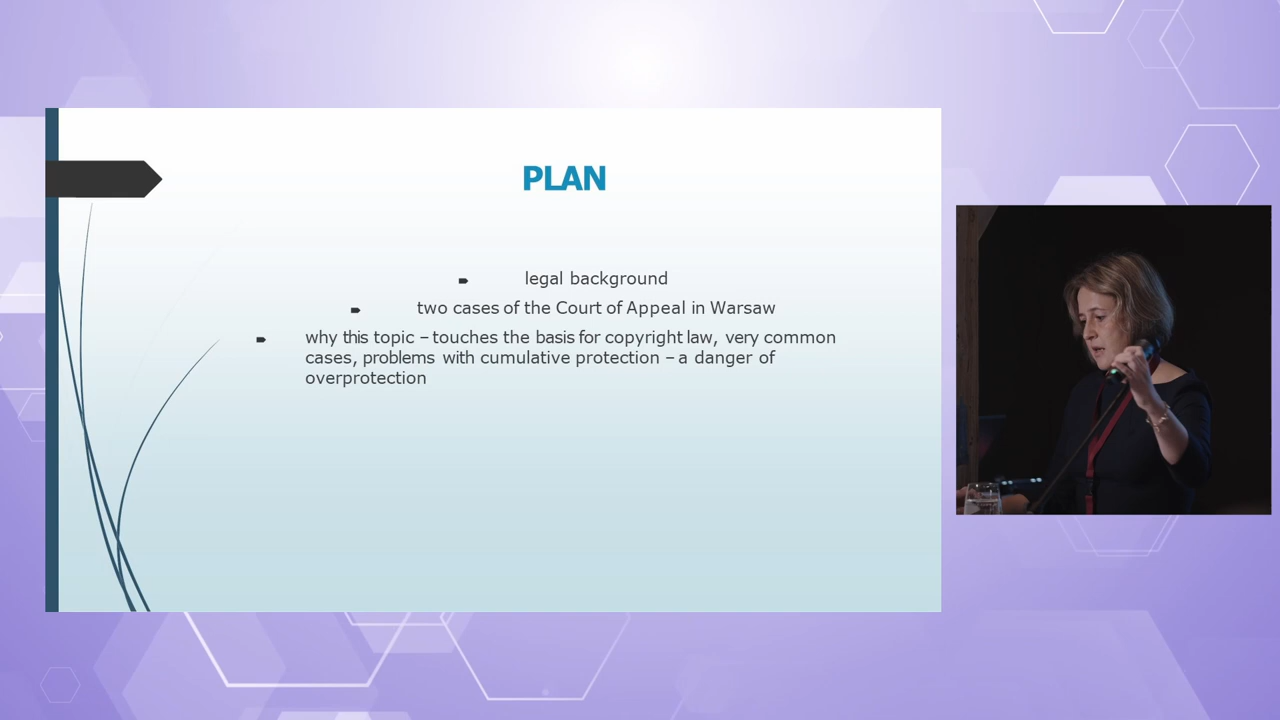 PLAN
legal background
two cases of the Court of Appeal in Warsaw
why this topic – touches the basis for copyright law, very common
cases, problems with cumulative protection – a danger of
overprotection